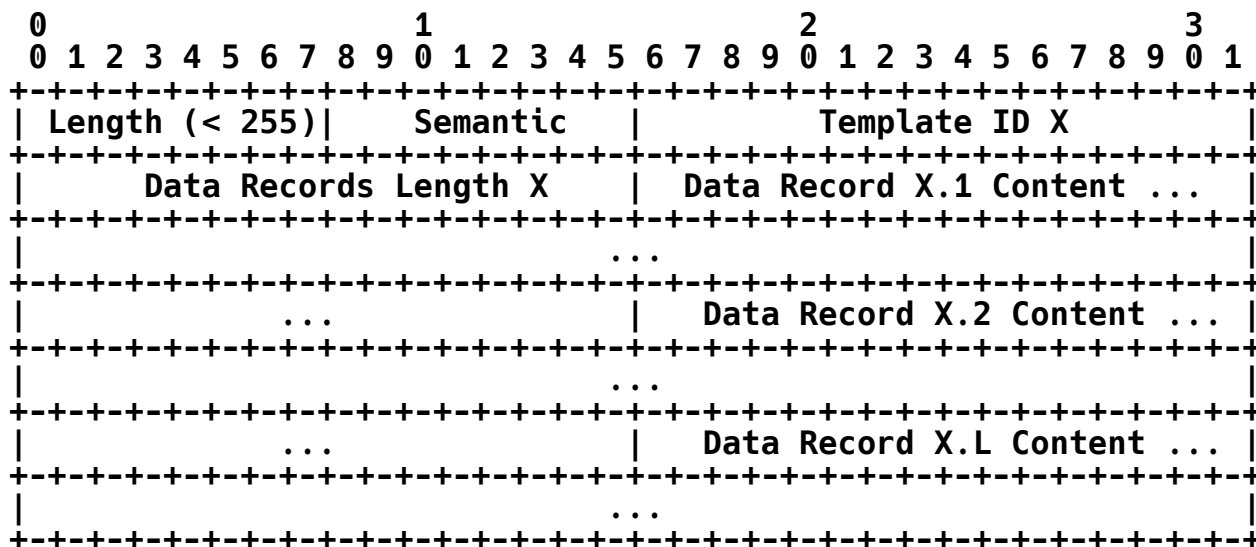 0                   1                   2                   3
 0 1 2 3 4 5 6 7 8 9 0 1 2 3 4 5 6 7 8 9 0 1 2 3 4 5 6 7 8 9 0 1
+-+-+-+-+-+-+-+-+-+-+-+-+-+-+-+-+-+-+-+-+-+-+-+-+-+-+-+-+-+-+-+-+
| Length (< 255)|    Semantic   |         Template ID X         |
+-+-+-+-+-+-+-+-+-+-+-+-+-+-+-+-+-+-+-+-+-+-+-+-+-+-+-+-+-+-+-+-+
|      Data Records Length X    |  Data Record X.1 Content ...  |
+-+-+-+-+-+-+-+-+-+-+-+-+-+-+-+-+-+-+-+-+-+-+-+-+-+-+-+-+-+-+-+-+
|                              ...                              |
+-+-+-+-+-+-+-+-+-+-+-+-+-+-+-+-+-+-+-+-+-+-+-+-+-+-+-+-+-+-+-+-+
|             ...               |   Data Record X.2 Content ... |
+-+-+-+-+-+-+-+-+-+-+-+-+-+-+-+-+-+-+-+-+-+-+-+-+-+-+-+-+-+-+-+-+
|                              ...                              |
+-+-+-+-+-+-+-+-+-+-+-+-+-+-+-+-+-+-+-+-+-+-+-+-+-+-+-+-+-+-+-+-+
|             ...               |   Data Record X.L Content ... |
+-+-+-+-+-+-+-+-+-+-+-+-+-+-+-+-+-+-+-+-+-+-+-+-+-+-+-+-+-+-+-+-+
|                              ...                              |
+-+-+-+-+-+-+-+-+-+-+-+-+-+-+-+-+-+-+-+-+-+-+-+-+-+-+-+-+-+-+-+-+